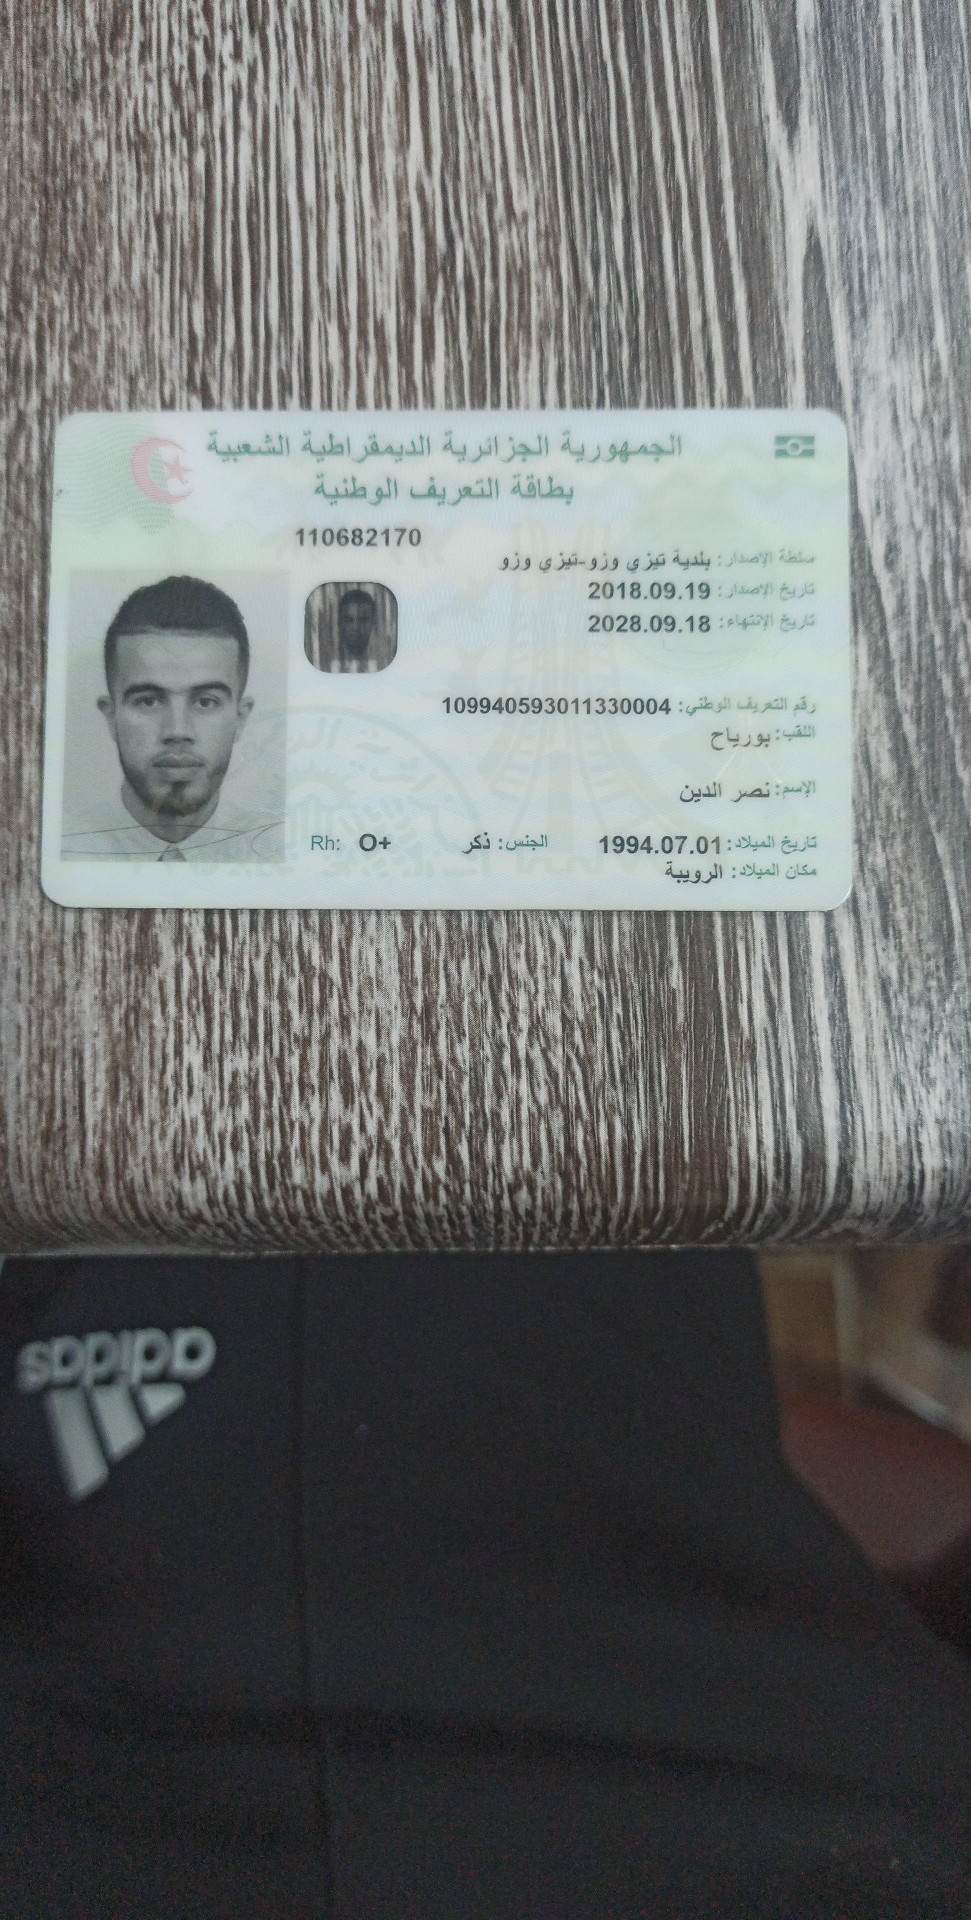 الجمهورية الجزائرية الديمقراطية الشعبية
بطاقة التعريف الوطنية
110682170
سلطة الإصدار: بلدية تيزي وزو-تيزي وزو
تاريخ الإصدار: 2018.09.19
تاريخ الإنتهاء: 2028.09.18
رقم التعريف الوطني: 109940593011330004
اللقب: بورياح
الإسم: نصر الدين
تاريخ الميلاد: 1994.07.01 الجنس: ذكر Rh: O+
مكان الميلاد: الرويبة
adidas